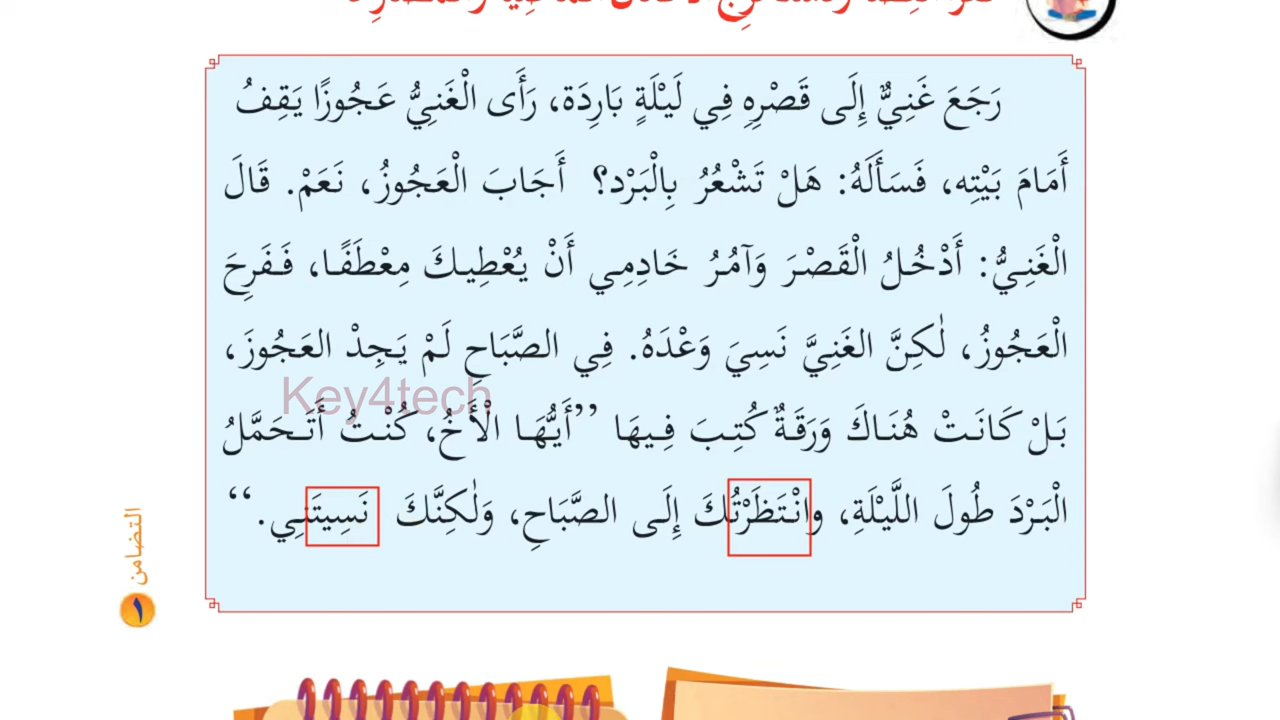 رَجَعَ غَنِيٌّ إِلَى قَصْرِهِ فِي لَيْلَةٍ بَارِدَة، رَأَى الْغَنِيُّ عَجُوزًا يَقِفُ
أَمَامَ بَيْتِه، فَسَأَلَهُ: هَلْ تَشْعُرُ بِالْبَرْد؟ أَجَابَ الْعَجُوزُ، نَعَمْ. قَالَ
الْغَنِيُّ: أَدْخُلُ الْقَصْرَ وَآمُرُ خَادِمِي أَنْ يُعْطِيكَ مِعْطَفًا، فَفَرِحَ
الْعَجُوزُ، لٰكِنَّ الغَنِيَّ نَسِيَ وَعْدَهُ. فِي الصَّبَاحِ لَمْ يَجِدْ العَجُوزَ،
Key4tech
بَلْ كَانَتْ هُنَاكَ وَرَقَةٌ كُتِبَ فِيهَا ’’أَيُّهَا الْأَخُ، كُنْتُ أَتَحَمَّلُ
الْبَرْدَ طُولَ اللَّيْلَةِ، وانْتَظَرْتُكَ إِلَى الصَّبَاحِ، وَلٰكِنَّكَ نَسِيتَنِي.‘‘
التضامن
١